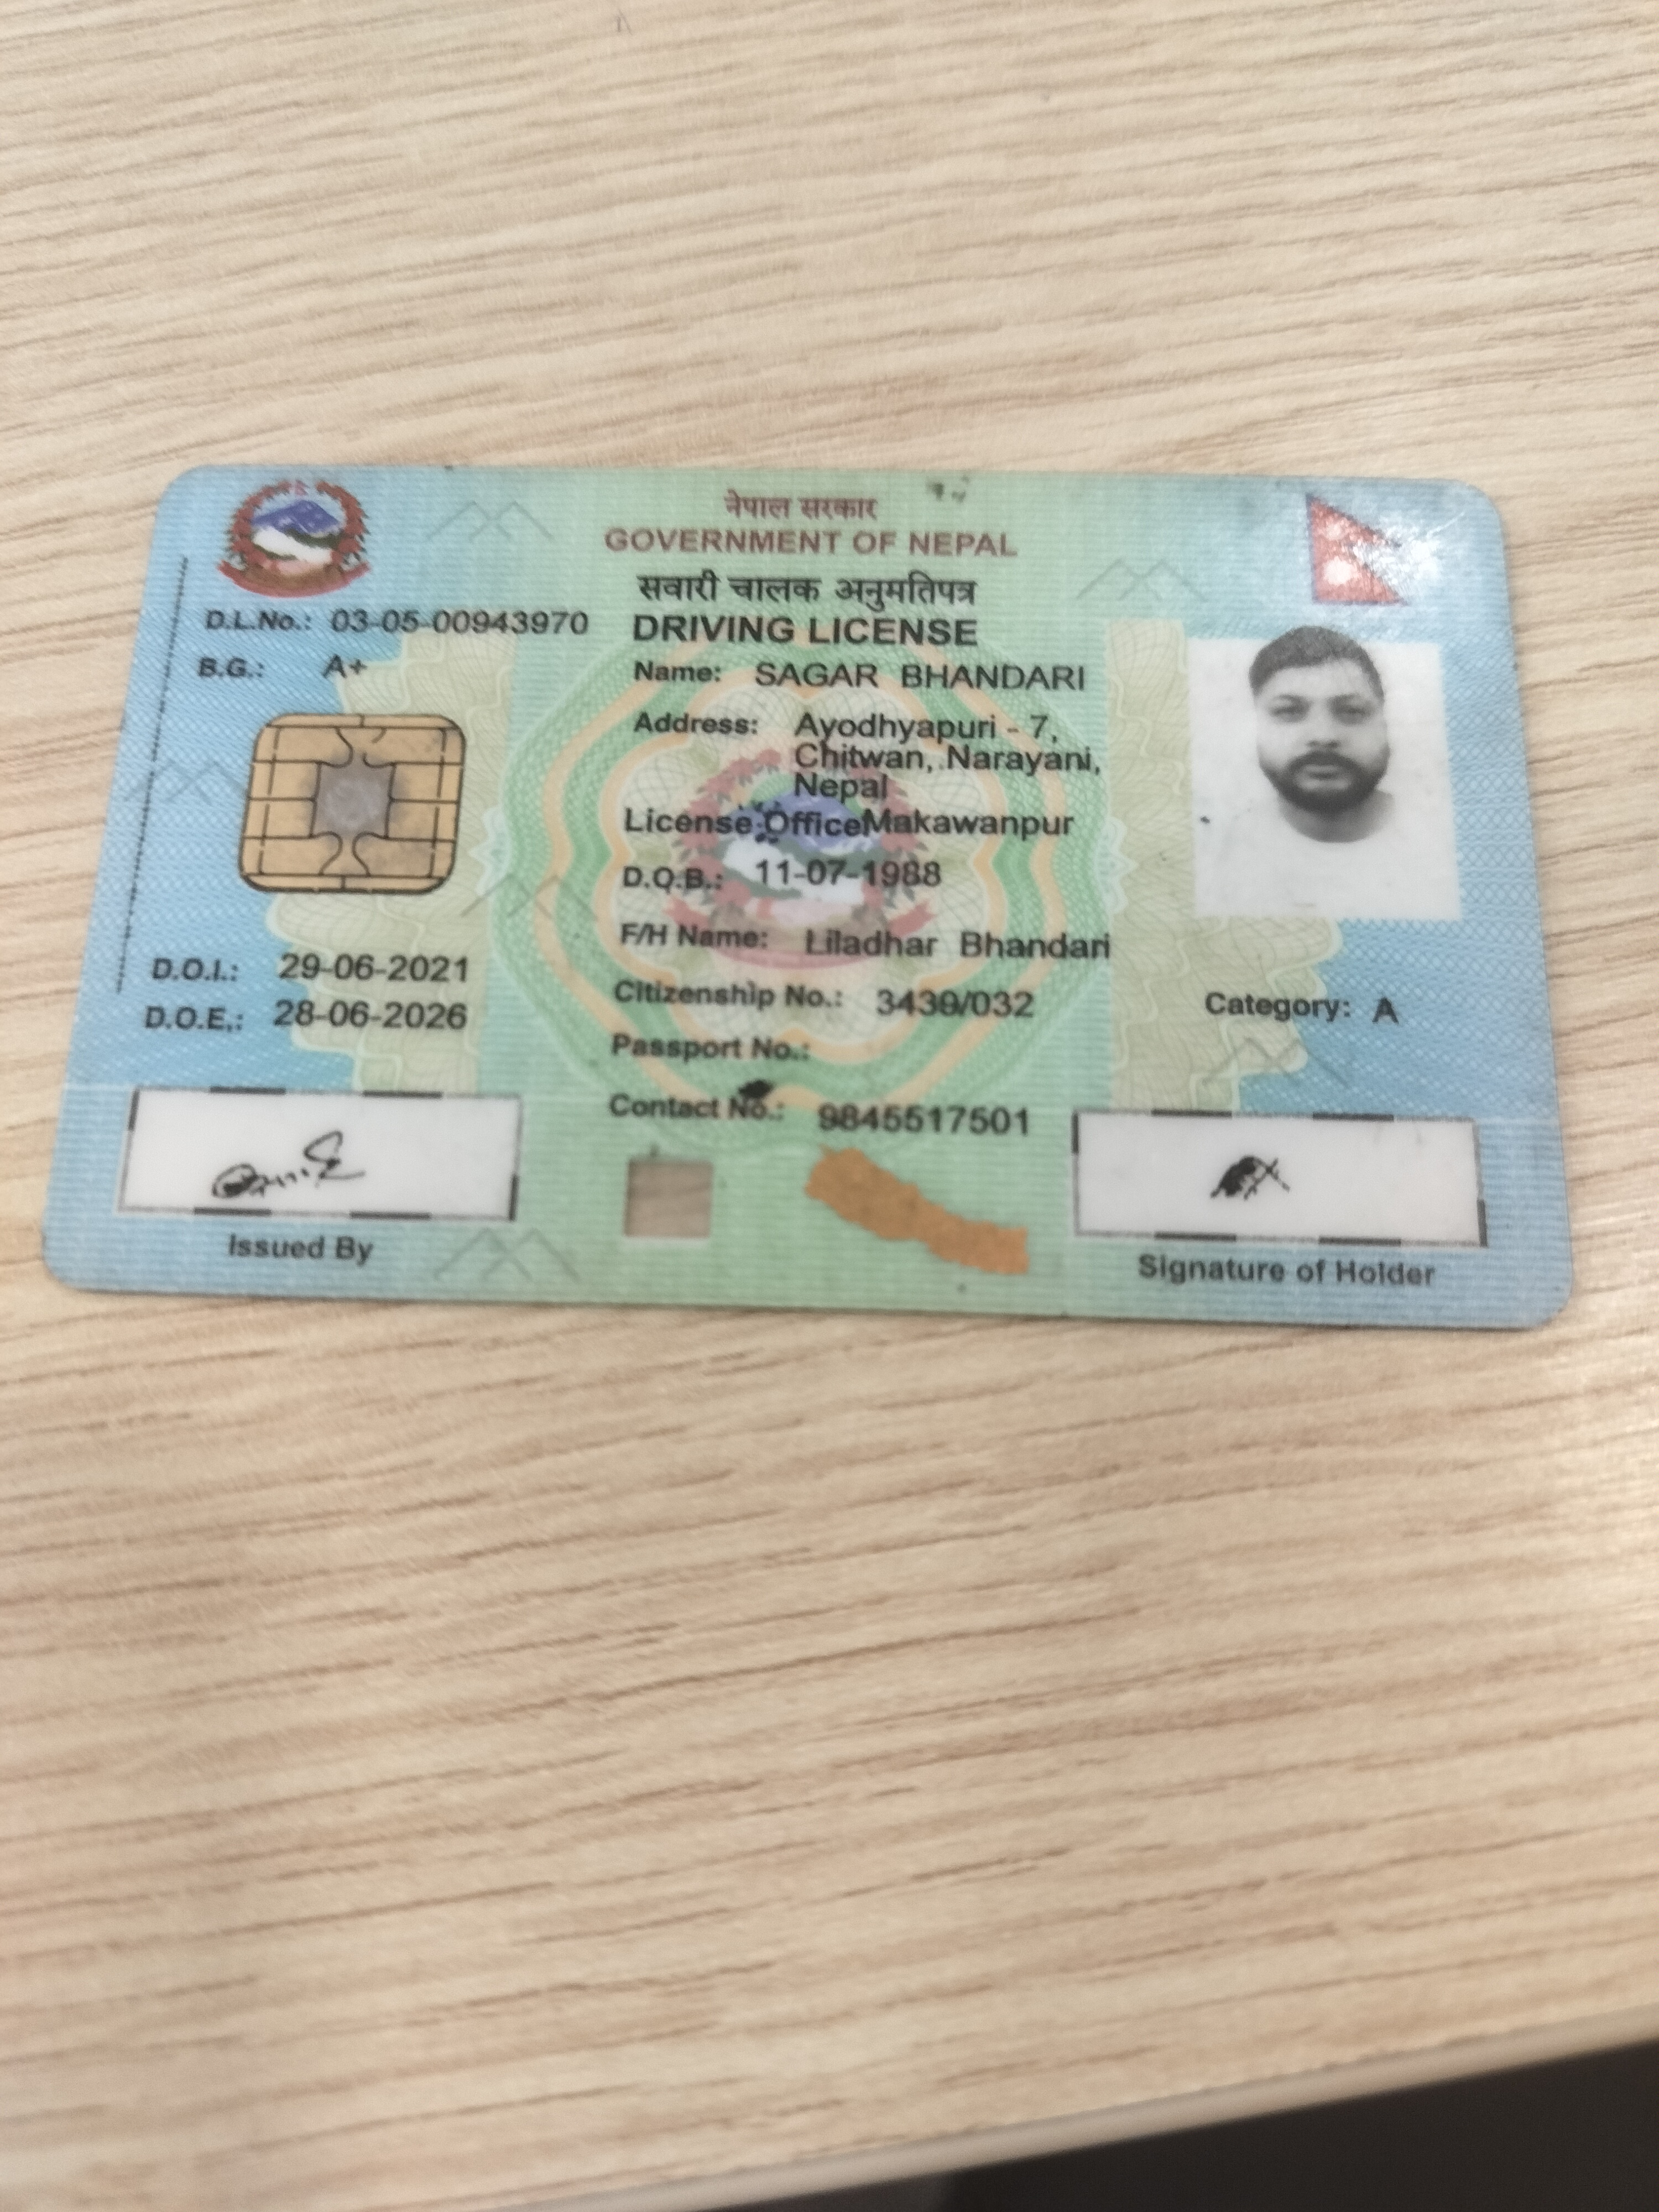 नेपाल सरकार
GOVERNMENT OF NEPAL
सवारी चालक अनुमतिपत्र
DRIVING LICENSE
D.L.No.: 03-05-00943970
B.G.: A+
Name: SAGAR BHANDARI
Address: Ayodhyapuri - 7,
Chitwan, Narayani,
Nepal
License Office Makawanpur
D.O.B.: 11-07-1988
F/H Name: Liladhar Bhandari
D.O.I.: 29-06-2021
D.O.E.: 28-06-2026
Citizenship No.: 3439/032
Category: A
Passport No.:
Contact No.: 9845517501
Issued By
Signature of Holder